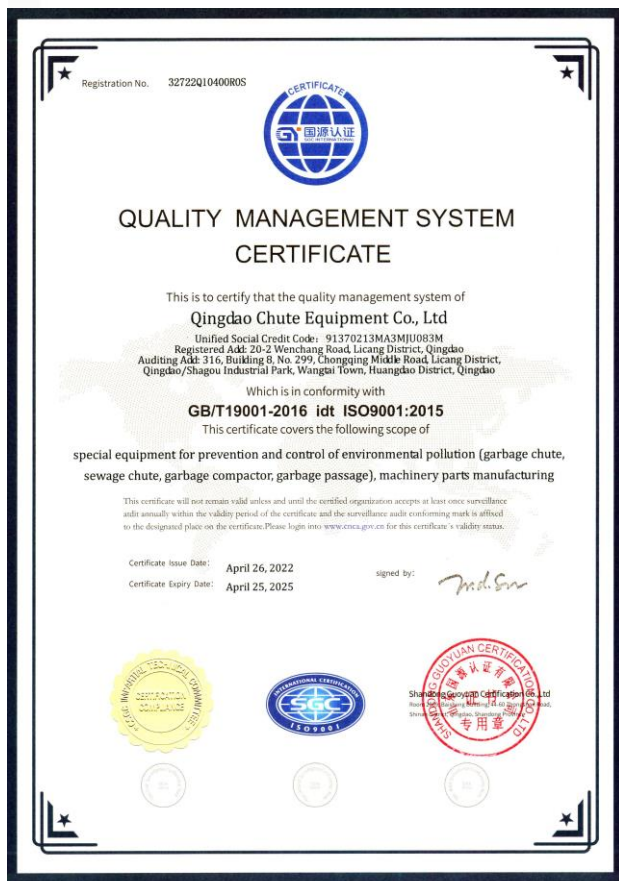 Registration No. 32722Q10400R0S
CERTIFICATE
国源认证
SGC INTERNATIONAL
QUALITY MANAGEMENT SYSTEM
CERTIFICATE
This is to certify that the quality management system of
Qingdao Chute Equipment Co., Ltd
Unified Social Credit Code: 91370213MA3MJU083M
Registered Add: 20-2 Wenchang Road, Licang District, Qingdao
Auditing Add: 316, Building 8, No. 299, Chongqing Middle Road, Licang District,
Qingdao/Shagou Industrial Park, Wangtai Town, Huangdao District, Qingdao
Which is in conformity with
GB/T19001-2016 idt ISO9001:2015
This certificate covers the following scope of
special equipment for prevention and control of environmental pollution (garbage chute,
sewage chute, garbage compactor, garbage passage), machinery parts manufacturing
This certificate will not remain valid unless and until the certified organization accepts at least once surveillance
audit annually within the validity period of the certificate and the surveillance audit conforming mark is affixed
to the designated place on the certificate.Please login into www.cnca.gov.cn for this certificate's validity status.
Certificate Issue Date: April 26, 2022
Certificate Expiry Date: April 25, 2025
signed by:
CERTIFICATION
COMPLIANCE
INTERNATIONAL CERTIFICATION
SGC
ISO9001
SHANDONG GUOYUAN CERTIFICATION CO.,LTD
专用章
Shandong Guoyuan Certification Co.,Ltd